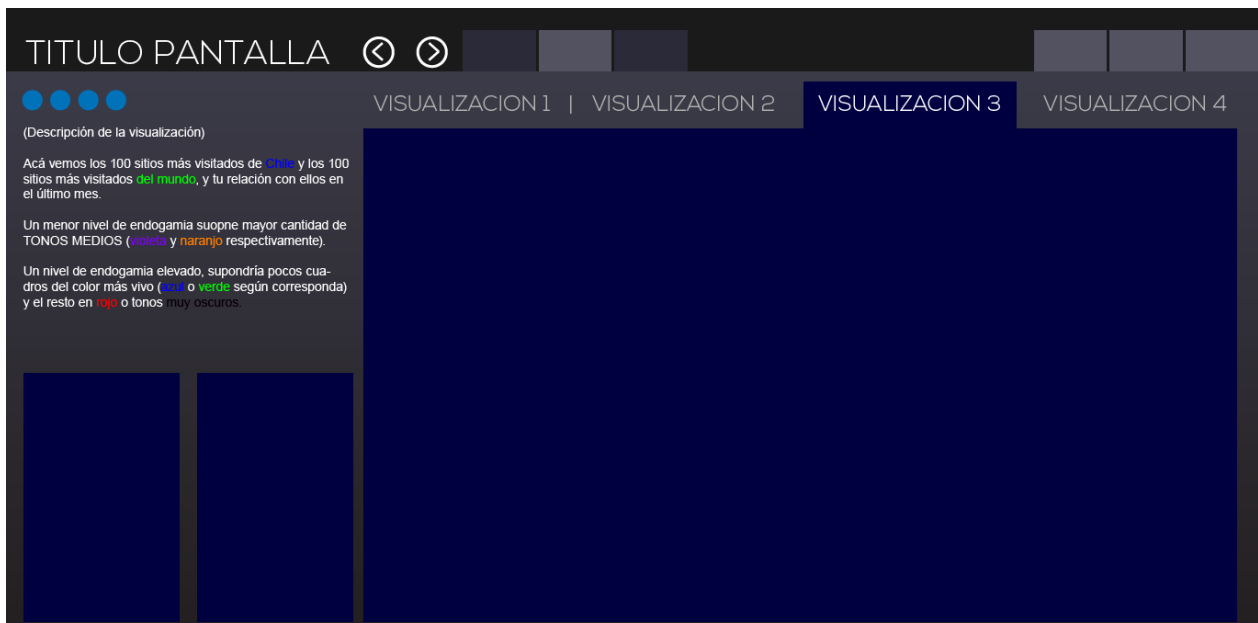 TITULO PANTALLA
VISUALIZACION 1 | VISUALIZACION 2 VISUALIZACION 3 VISUALIZACION 4
(Descripción de la visualización)
Acá vemos los 100 sitios más visitados de Chile y los 100
sitios más visitados del mundo, y tu relación con ellos en
el último mes.
Un menor nivel de endogamia suopne mayor cantidad de
TONOS MEDIOS (violeta y naranjo respectivamente).
Un nivel de endogamia elevado, supondría pocos cua-
dros del color más vivo (azul o verde según corresponda)
y el resto en rojo o tonos muy oscuros.